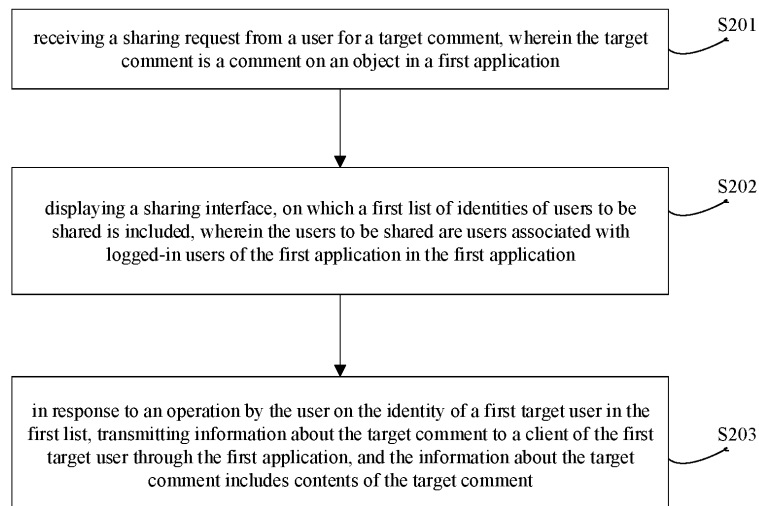 receiving a sharing request from a user for a target comment, wherein the target
comment is a comment on an object in a first application
S201
displaying a sharing interface, on which a first list of identities of users to be
shared is included, wherein the users to be shared are users associated with
logged-in users of the first application in the first application
S202
in response to an operation by the user on the identity of a first target user in the
first list, transmitting information about the target comment to a client of the first
target user through the first application, and the information about the target
comment includes contents of the target comment
S203